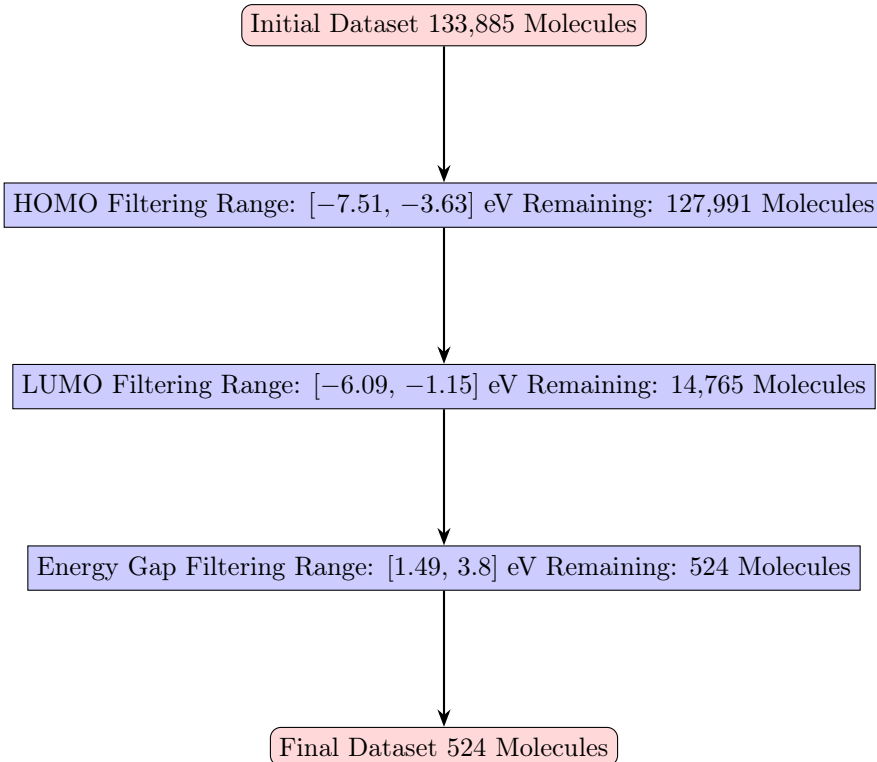 Initial Dataset 133,885 Molecules
HOMO Filtering Range: [−7.51, −3.63] eV Remaining: 127,991 Molecules
LUMO Filtering Range: [−6.09, −1.15] eV Remaining: 14,765 Molecules
Energy Gap Filtering Range: [1.49, 3.8] eV Remaining: 524 Molecules
Final Dataset 524 Molecules